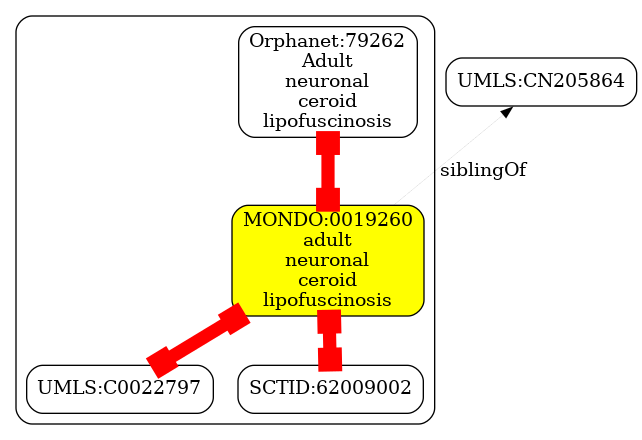 Orphanet:79262
Adult
neuronal
ceroid
lipofuscinosis
UMLS:CN205864
siblingOf
MONDO:0019260
adult
neuronal
ceroid
lipofuscinosis
UMLS:C0022797
SCTID:62009002